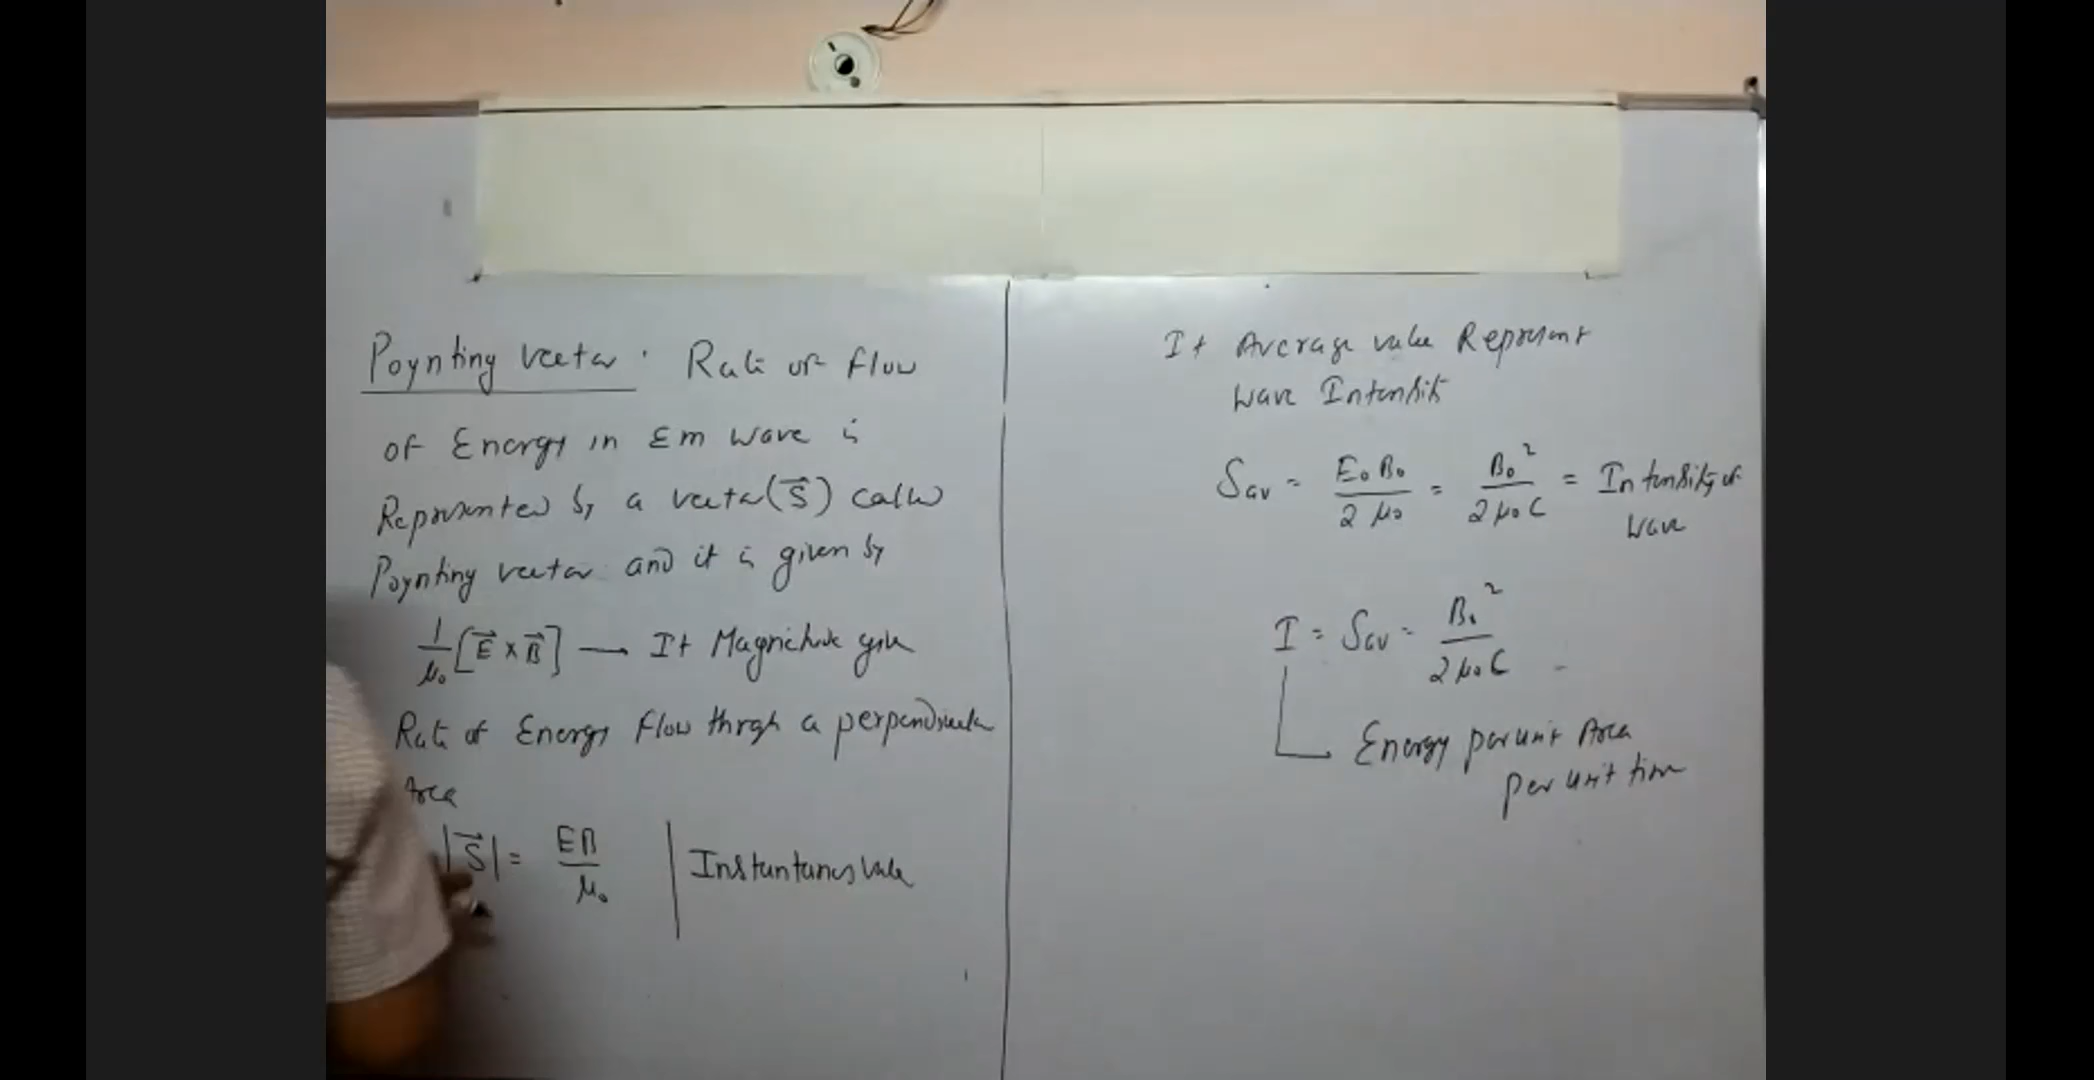 Poynting vector : Rate of flow
of Energy in Em wave is
Represented by a vector (S⃗) called
Poynting vector and it is given by
1/μ₀ [E⃗ × B⃗] — It Magnitude give
Rate of Energy flow throgh a perpendicular
Area
|S⃗| = EB/μ₀ | Instantanes value
It Average value Represent
wave Intensity
Sav = E₀B₀/2μ₀ = B₀²/2μ₀C = Intensity of
wave
I = Sav = B₀²/2μ₀C
Energy per unit Area
per unit time